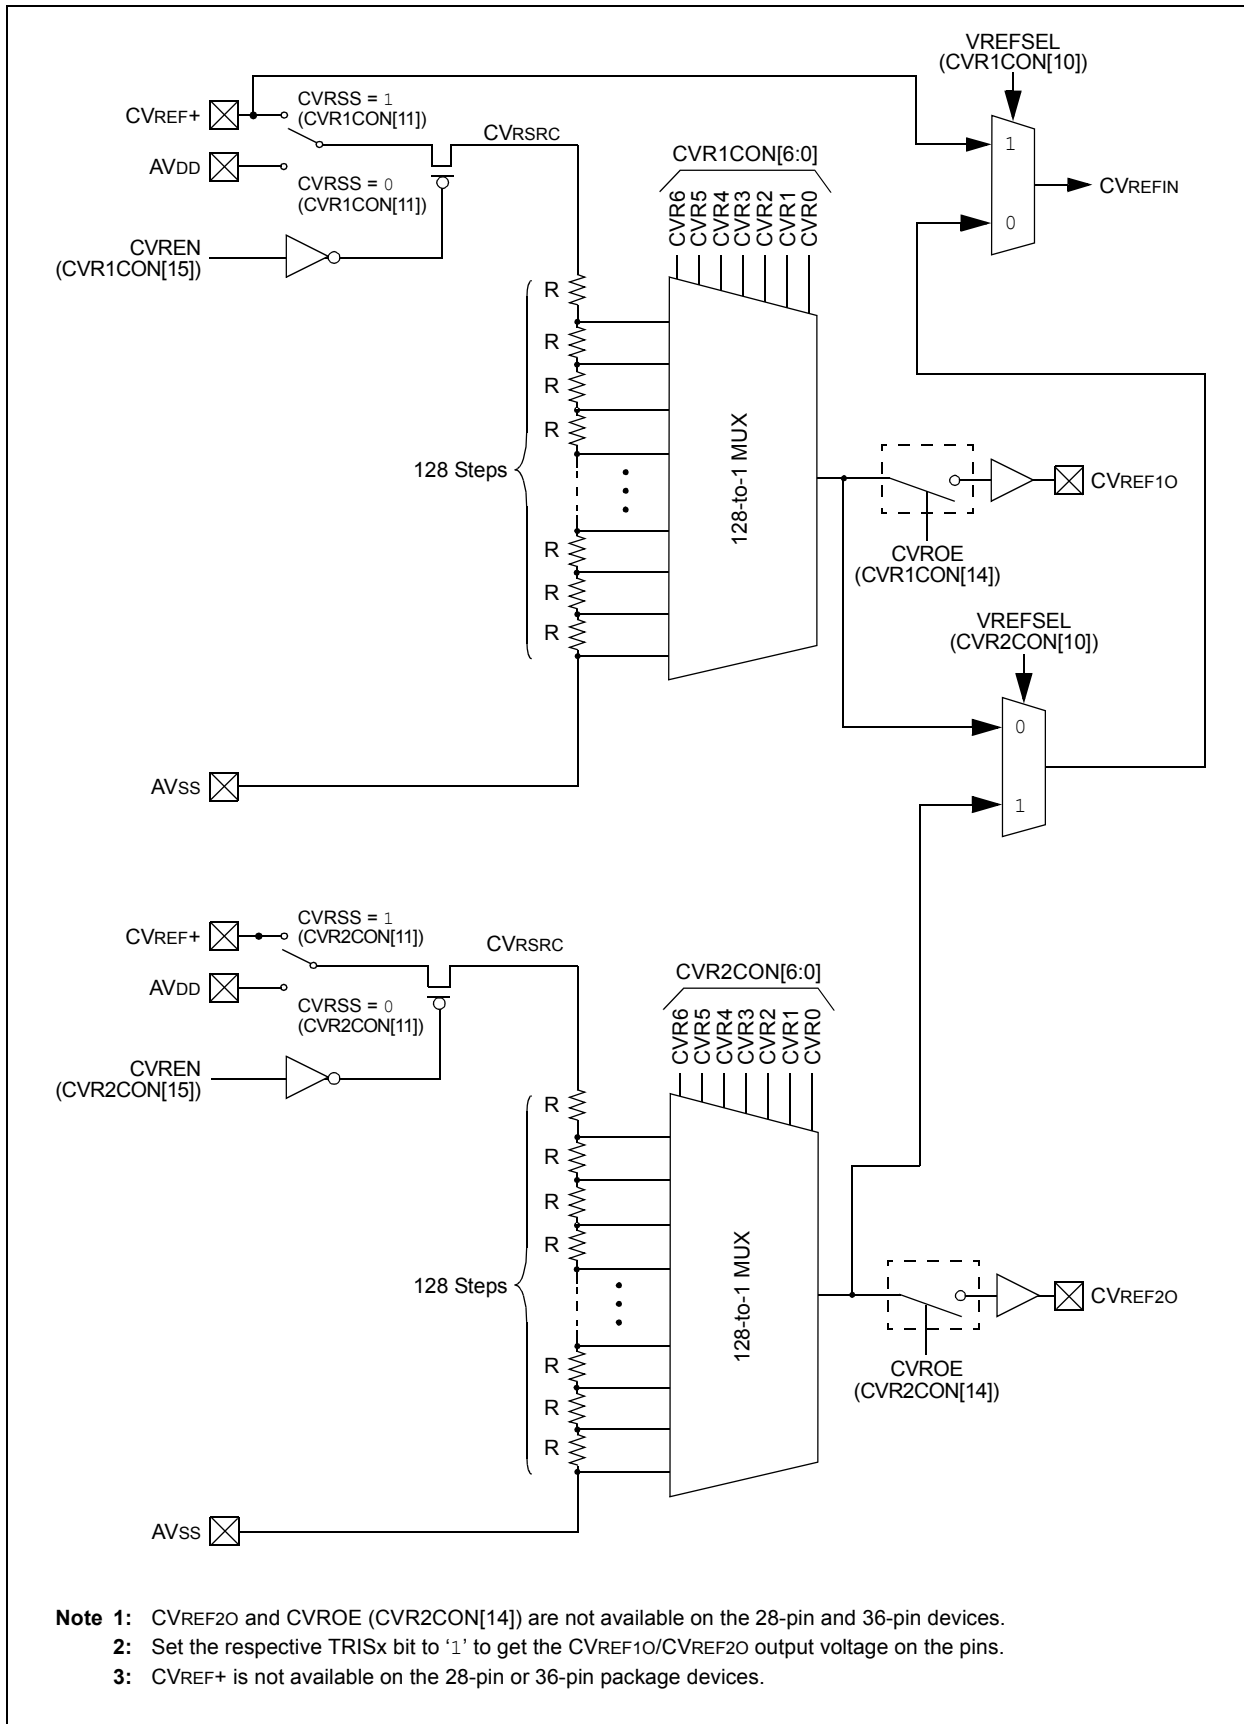 VREFSEL
(CVR1CON[10])
CVREF+
CVRSS = 1
(CVR1CON[11])
CVRSRC
AVDD
CVRSS = 0
(CVR1CON[11])
CVREN
(CVR1CON[15])
CVR1CON[6:0]
CVR6
CVR5
CVR4
CVR3
CVR2
CVR1
CVR0
1
0
CVREFIN
R
R
R
R
128 Steps
R
R
R
128-to-1 MUX
CVREF1O
CVROE
(CVR1CON[14])
VREFSEL
(CVR2CON[10])
0
1
AVSS
CVREF+
CVRSS = 1
(CVR2CON[11])
CVRSRC
AVDD
CVRSS = 0
(CVR2CON[11])
CVREN
(CVR2CON[15])
CVR2CON[6:0]
CVR6
CVR5
CVR4
CVR3
CVR2
CVR1
CVR0
R
R
R
R
128 Steps
R
R
R
128-to-1 MUX
CVREF2O
CVROE
(CVR2CON[14])
AVSS
Note 1: CVREF2O and CVROE (CVR2CON[14]) are not available on the 28-pin and 36-pin devices.
2: Set the respective TRISx bit to ‘1’ to get the CVREF1O/CVREF2O output voltage on the pins.
3: CVREF+ is not available on the 28-pin or 36-pin package devices.